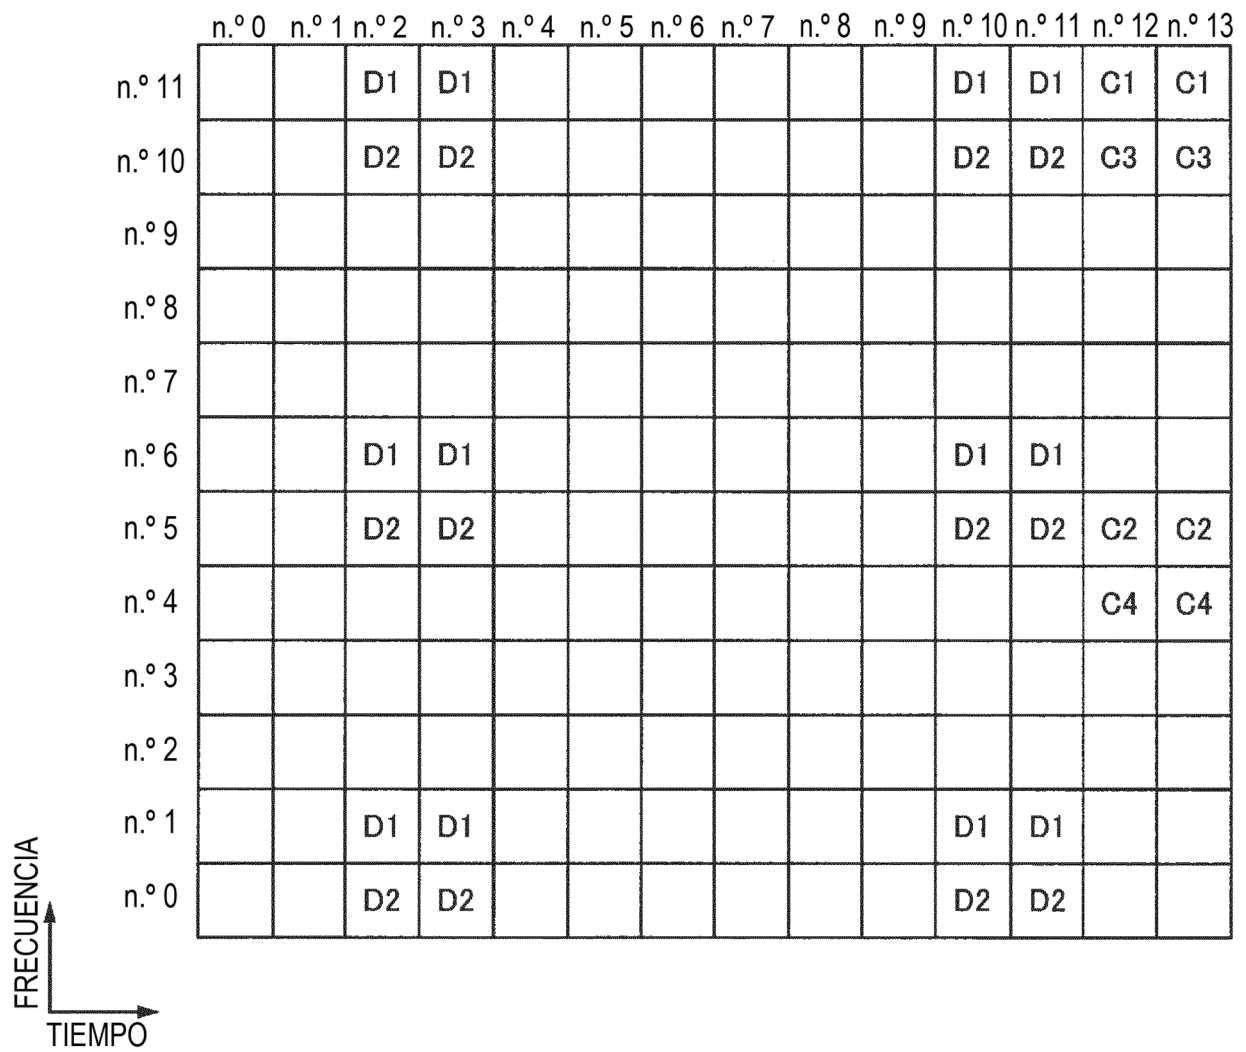 n.º 0 n.º 1 n.º 2 n.º 3 n.º 4 n.º 5 n.º 6 n.º 7 n.º 8 n.º 9 n.º 10 n.º 11 n.º 12 n.º 13
n.º 11 D1 D1 D1 D1 C1 C1
n.º 10 D2 D2 D2 D2 C3 C3
n.º 9
n.º 8
n.º 7
n.º 6 D1 D1 D1 D1
n.º 5 D2 D2 D2 D2 C2 C2
n.º 4 C4 C4
n.º 3
n.º 2
n.º 1 D1 D1 D1 D1
n.º 0 D2 D2 D2 D2
FRECUENCIA
TIEMPO